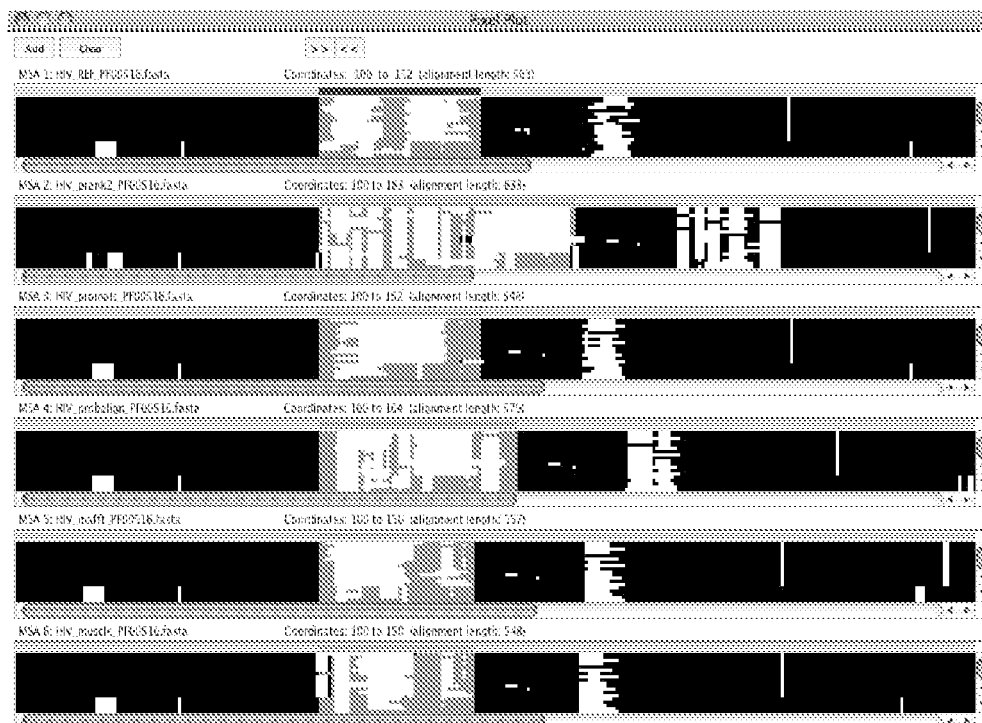 Pixel Plot
Add Clear >> <<
MSA 1: HIV_REF_PF00516.fasta Coordinates: 100 to 152 (alignment length:
MSA 2: HIV_prank2_PF00516.fasta Coordinates: 100 to 183 (alignment length: 633)
MSA 3: HIV_promals_PF00516.fasta Coordinates: 100 to 152 (alignment length: 548)
MSA 4: HIV_probalign_PF00516.fasta Coordinates: 100 to 164 (alignment length:
MSA 5: HIV_mafft_PF00516.fasta Coordinates: 100 to 150 (alignment length: 557)
MSA 6: HIV_muscle_PF00516.fasta Coordinates: 100 to 150 (alignment length: 548)